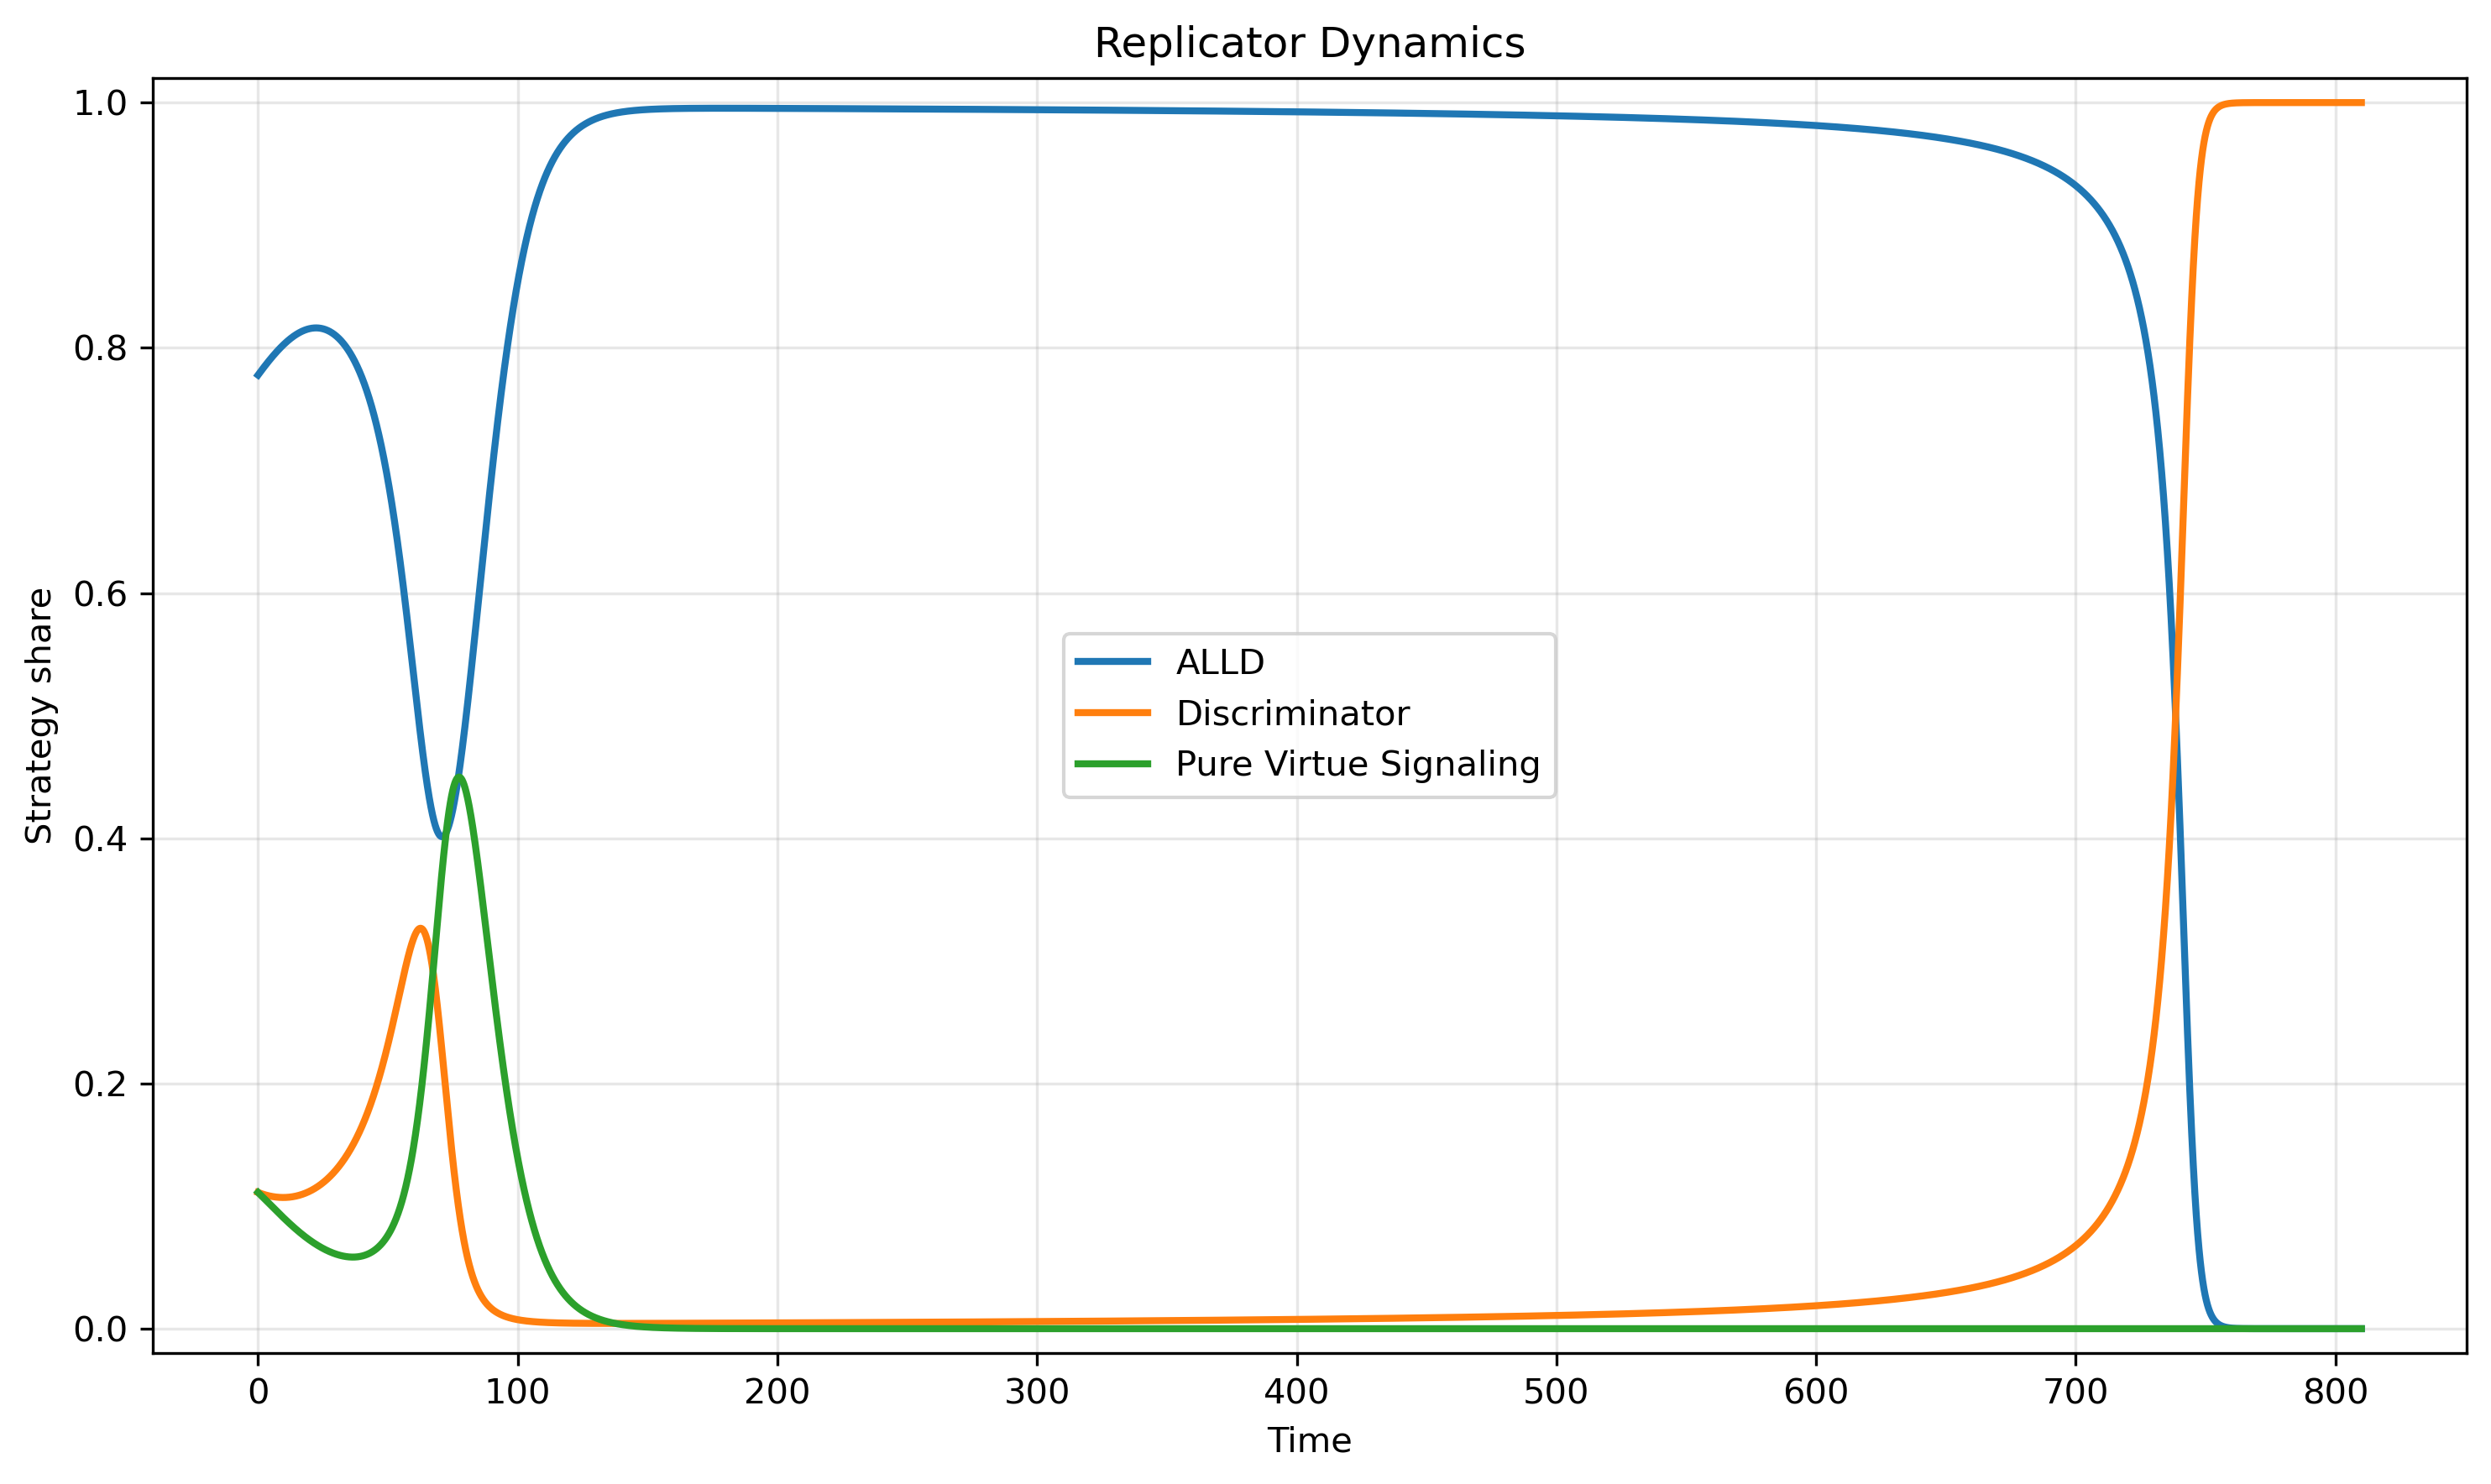 Replicator Dynamics
Strategy share
1.0
0.8
0.6
0.4
0.2
0.0
ALLD
Discriminator
Pure Virtue Signaling
0 100 200 300 400 500 600 700 800
Time